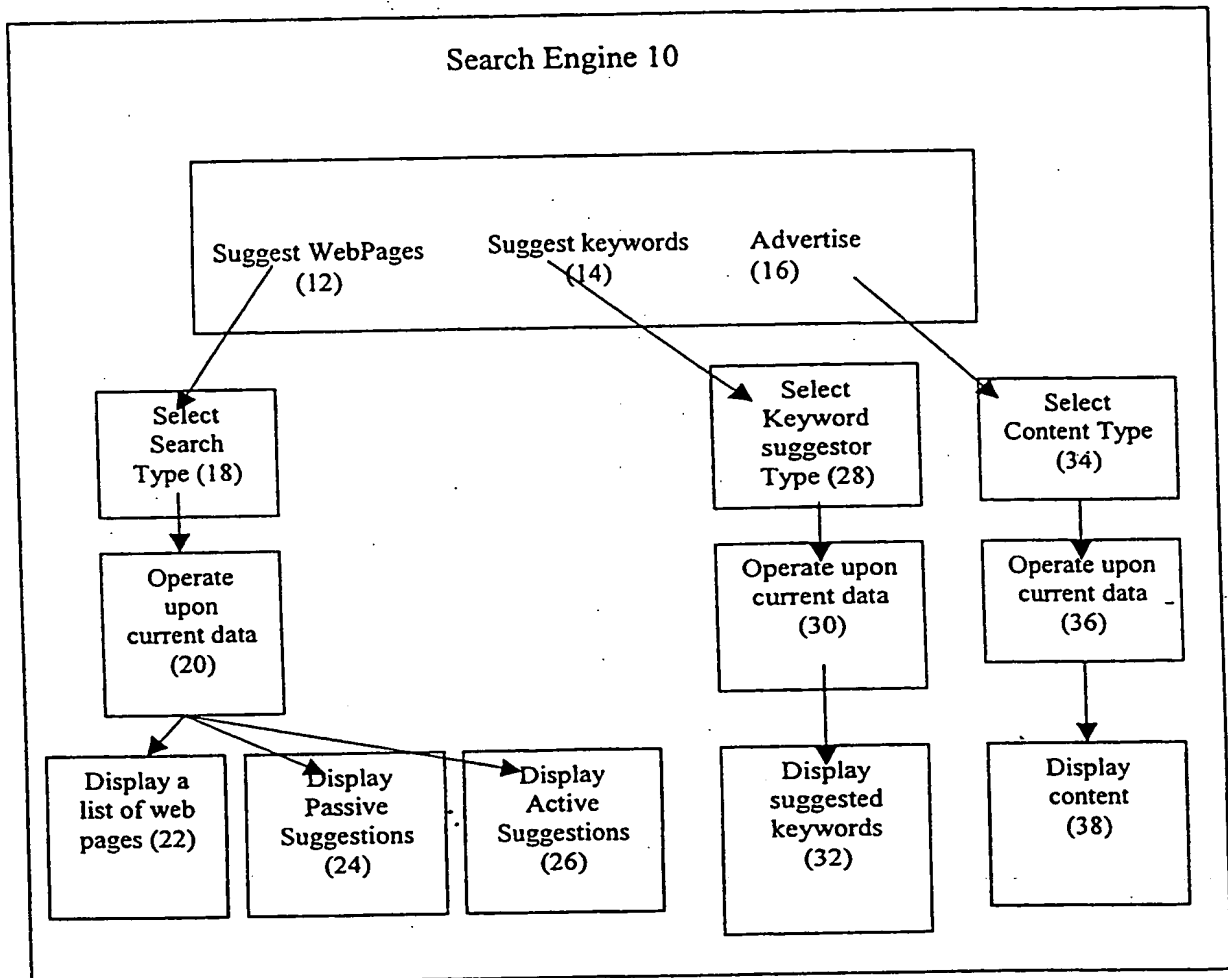 Search Engine 10
Suggest WebPages
(12)
Suggest keywords
(14)
Advertise
(16)
Select
Search
Type (18)
Select
Keyword
suggestor
Type (28)
Select
Content Type
(34)
Operate
upon
current data
(20)
Operate upon
current data
(30)
Operate upon
current data
(36)
Display a
list of web
pages (22)
Display
Passive
Suggestions
(24)
Display
Active
Suggestions
(26)
Display
suggested
keywords
(32)
Display
content
(38)